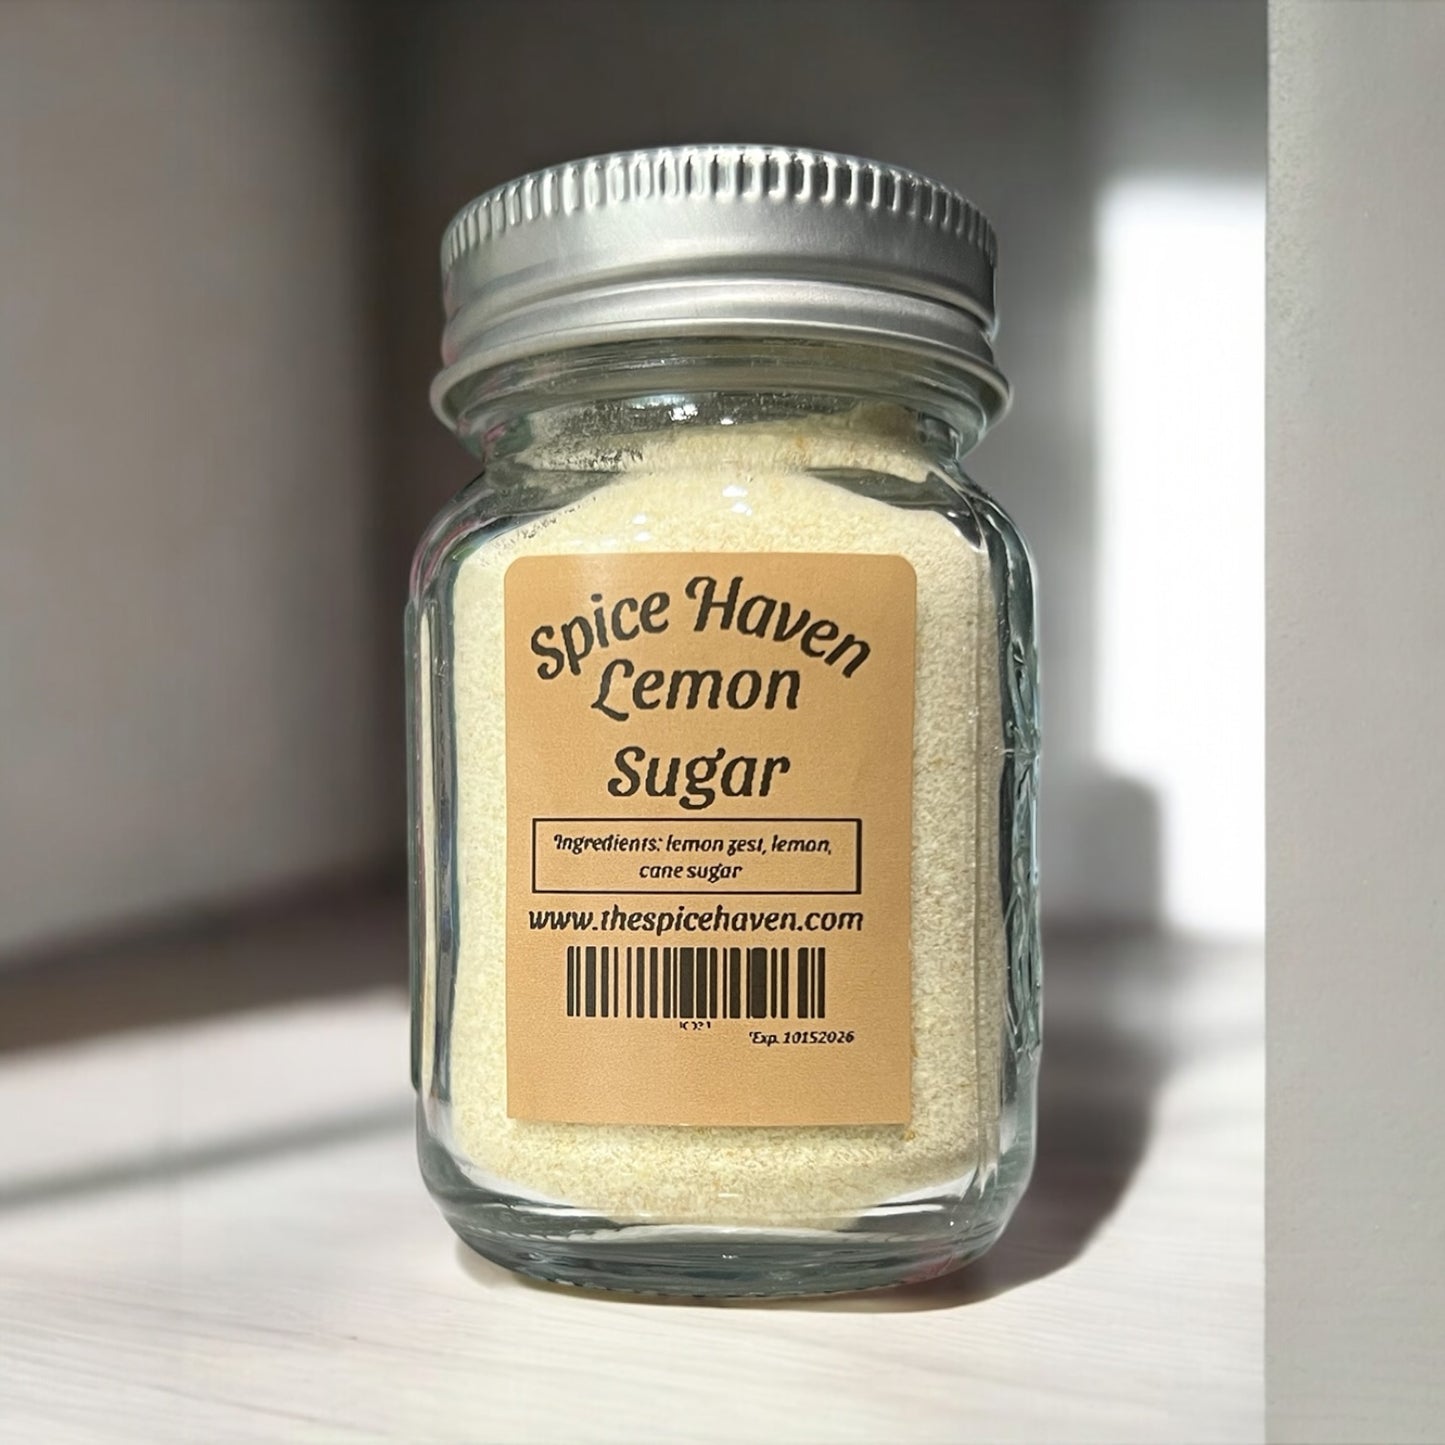 Spice Haven
Lemon
Sugar
Ingredients: lemon zest, lemon,
cane sugar
www.thespicehaven.com
Exp. 10152026